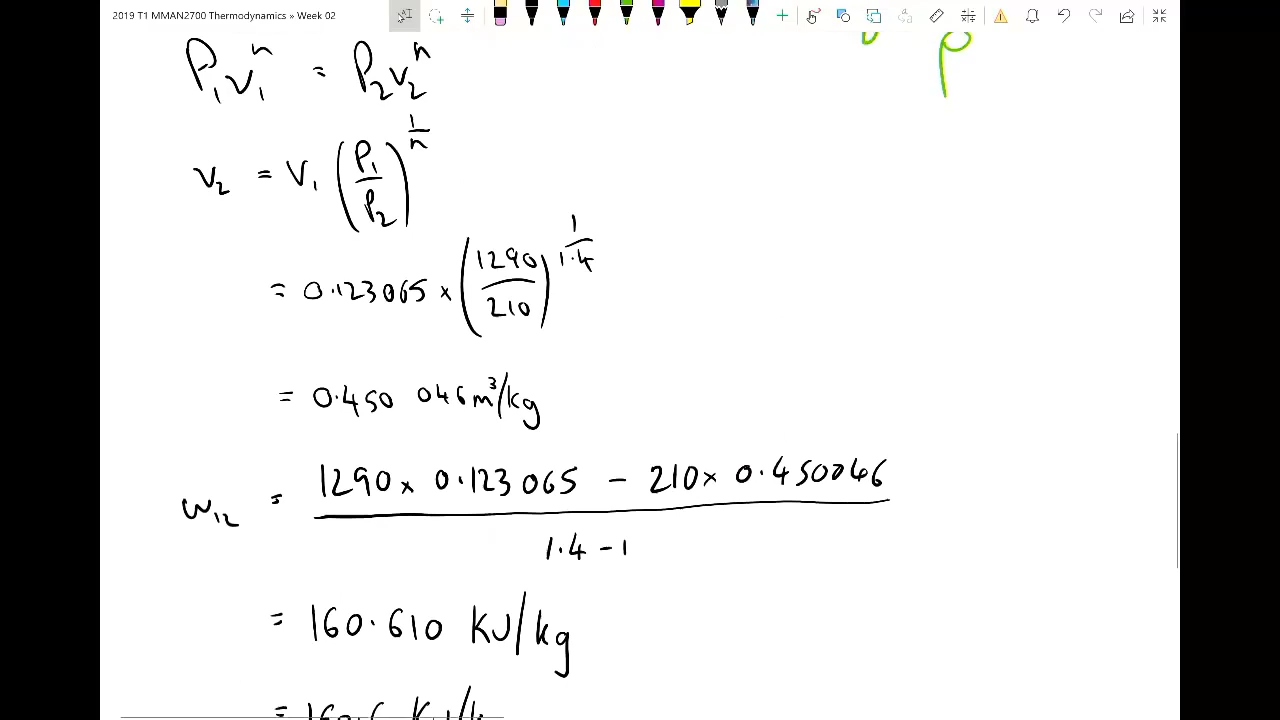 2019 T1 MMAN2700 Thermodynamics » Week 02
P₁v₁ⁿ = P₂v₂ⁿ
v₂ = v₁ (P₁/P₂)^(1/n)
= 0.123065 × (1290/210)^(1/1.4)
= 0.450 046 m³/kg
w₁₂ = (1290 × 0.123065 - 210 × 0.450046)/(1.4 - 1)
= 160.610 KJ/kg